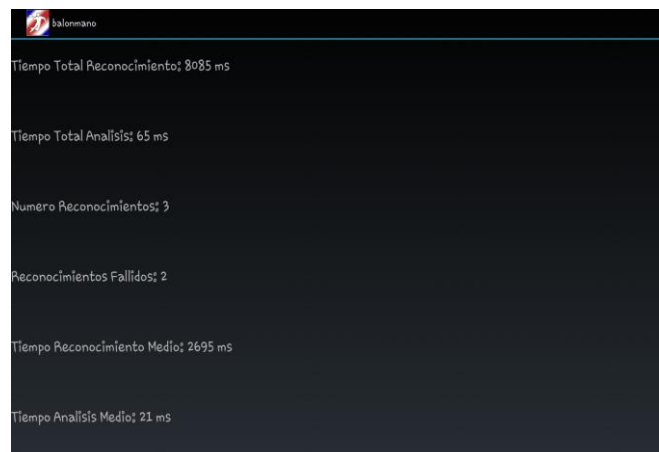 balonmano
Tiempo Total Reconocimiento: 8085 ms
Tiempo Total Analisis: 65 ms
Numero Reconocimientos: 3
Reconocimientos Fallidos: 2
Tiempo Reconocimiento Medio: 2695 ms
Tiempo Analisis Medio: 21 ms